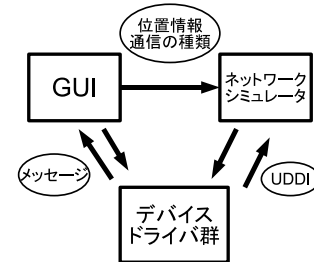 位置情報
通信の種類
GUI
ネットワーク
シミュレータ
メッセージ
UDDI
デバイス
ドライバ群